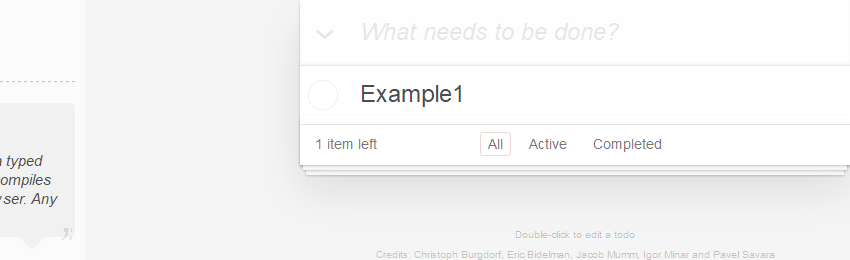 What needs to be done?
Example1
1 item left All Active Completed
typed
ompiles
ser. Any
”
Double-click to edit a todo
Credits: Christoph Burgdorf, Eric Bidelman, Jacob Mumm, Igor Minar and Pavel Savara